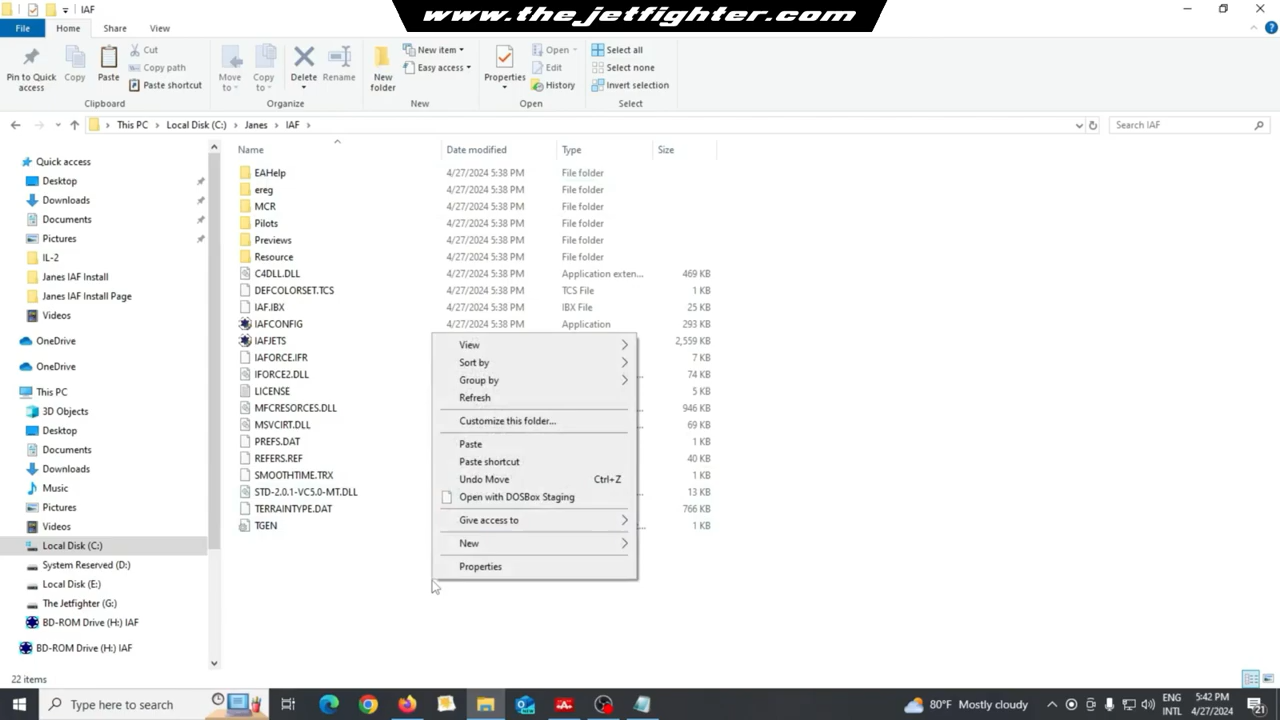 IAF
www.thejetfighter.com
File Home Share View
Pin to Quick access
Copy
Paste
Cut
Copy path
Paste shortcut
Clipboard
Move to
Copy to
Delete
Rename
Organize
New folder
New item
Easy access
New
Properties
Open
Edit
History
Open
Select all
Select none
Invert selection
Select
This PC > Local Disk (C:) > Janes > IAF >
Search IAF
Quick access
Desktop
Downloads
Documents
Pictures
IL-2
Janes IAF Install
Janes IAF Install Page
Videos
OneDrive
OneDrive
This PC
3D Objects
Desktop
Documents
Downloads
Music
Pictures
Videos
Local Disk (C:)
System Reserved (D:)
Local Disk (E:)
The Jetfighter (G:)
BD-ROM Drive (H:) IAF
BD-ROM Drive (H:) IAF
Name Date modified Type Size
EAHelp 4/27/2024 5:38 PM File folder
ereg 4/27/2024 5:38 PM File folder
MCR 4/27/2024 5:38 PM File folder
Pilots 4/27/2024 5:38 PM File folder
Previews 4/27/2024 5:38 PM File folder
Resource 4/27/2024 5:38 PM File folder
C4DLL.DLL 4/27/2024 5:38 PM Application exten... 469 KB
DEFCOLORSET.TCS 4/27/2024 5:38 PM TCS File 1 KB
IAF.IBX 4/27/2024 5:38 PM IBX File 25 KB
IAFCONFIG 4/27/2024 5:38 PM Application 293 KB
IAFJETS 2,559 KB
IAFORCE.IFR 7 KB
IFORCE2.DLL 74 KB
LICENSE 5 KB
MFCRESORCES.DLL 946 KB
MSVCIRT.DLL 69 KB
PREFS.DAT 1 KB
REFERS.REF 40 KB
SMOOTHTIME.TRX 1 KB
STD-2.0.1-VC5.0-MT.DLL 13 KB
TERRAINTYPE.DAT 766 KB
TGEN 1 KB
View
Sort by
Group by
Refresh
Customize this folder...
Paste
Paste shortcut
Undo Move Ctrl+Z
Open with DOSBox Staging
Give access to
New
Properties
22 items
Type here to search
80°F Mostly cloudy
ENG
INTL
5:42 PM
4/27/2024
21